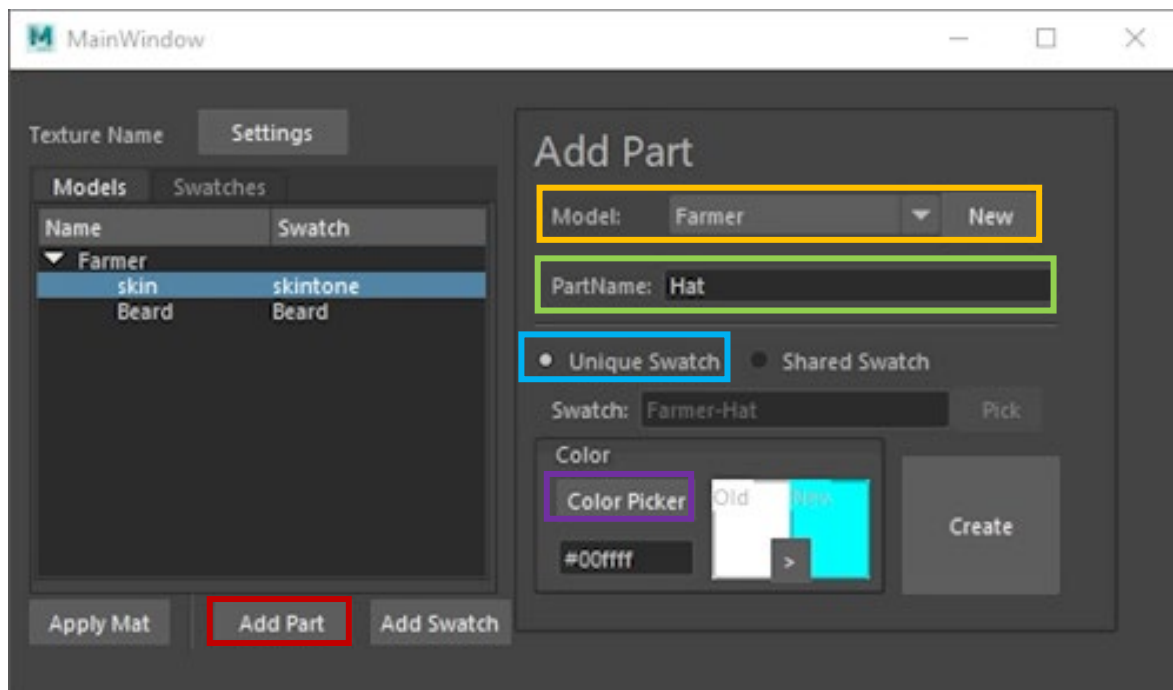 MainWindow
Texture Name Settings
Models Swatches
Name Swatch
Farmer
skin skintone
Beard Beard
Apply Mat Add Part Add Swatch
Add Part
Model: Farmer New
PartName: Hat
Unique Swatch Shared Swatch
Swatch: Farmer-Hat Pick
Color
Color Picker Old New
#00ffff >
Create